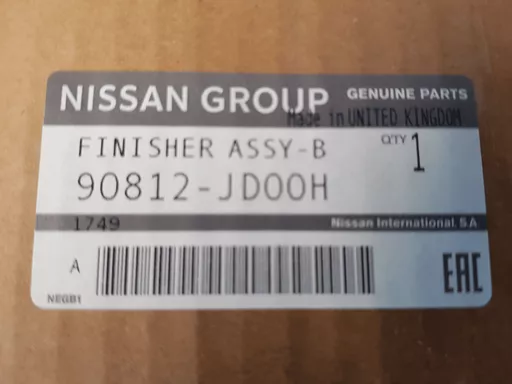 NISSAN GROUP GENUINE PARTS
Made in UNITED KINGDOM
FINISHER ASSY-B QTY 1
90812-JD00H
1749 Nissan International, S.A
A
NEGB1 EAC